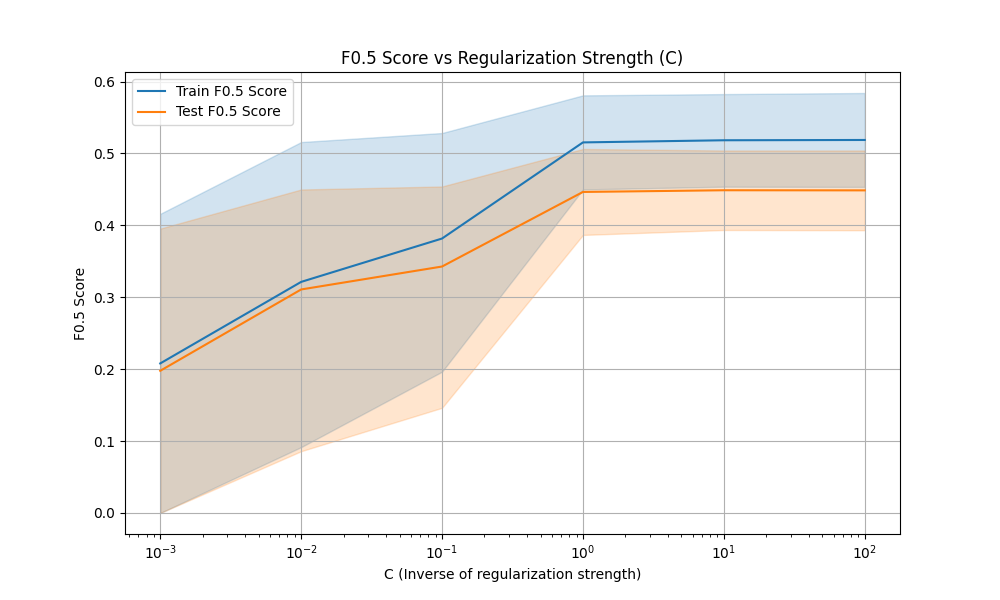 F0.5 Score vs Regularization Strength (C)
Train F0.5 Score
Test F0.5 Score
F0.5 Score
0.6
0.5
0.4
0.3
0.2
0.1
0.0
10⁻³ 10⁻² 10⁻¹ 10⁰ 10¹ 10²
C (Inverse of regularization strength)